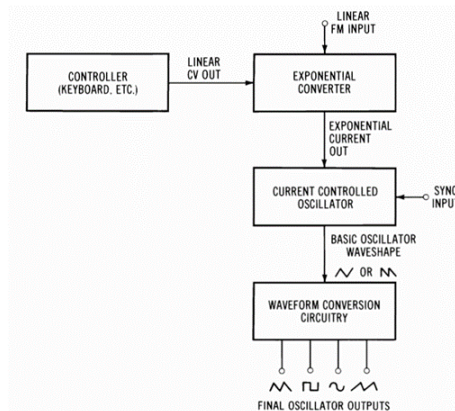 LINEAR
FM INPUT
CONTROLLER
(KEYBOARD, ETC.)
LINEAR
CV OUT
EXPONENTIAL
CONVERTER
EXPONENTIAL
CURRENT
OUT
CURRENT CONTROLLED
OSCILLATOR
SYNC
INPUT
BASIC OSCILLATOR
WAVESHAPE
OR
WAVEFORM CONVERSION
CIRCUITRY
FINAL OSCILLATOR OUTPUTS